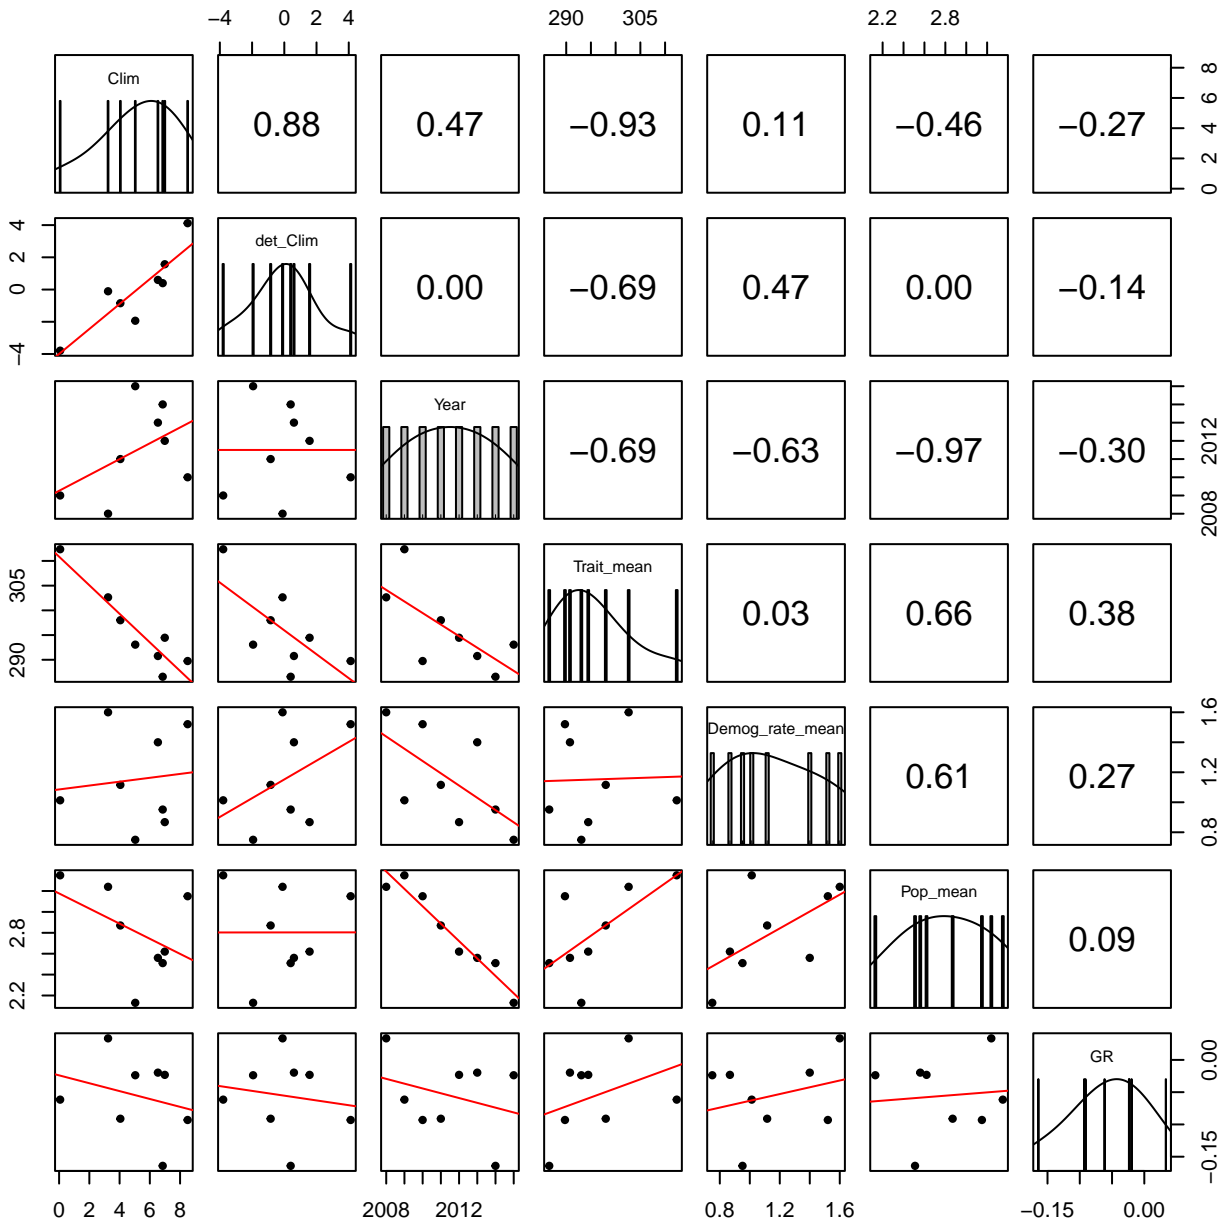 −4 0 2 4 290 305 2.2 2.8
Clim
0.88 0.47 −0.93 0.11 −0.46 −0.27
0 2 4 6 8
−4 0 2 4
det_Clim
0.00 −0.69 0.47 0.00 −0.14
Year
−0.69 −0.63 −0.97 −0.30
2008 2012
290 305
Trait_mean
0.03 0.66 0.38
Demog_rate_mean
0.61 0.27
0.8 1.2 1.6
2.2 2.8
Pop_mean
0.09
GR
−0.15 0.00
0 2 4 6 8 2008 2012 0.8 1.2 1.6 −0.15 0.00